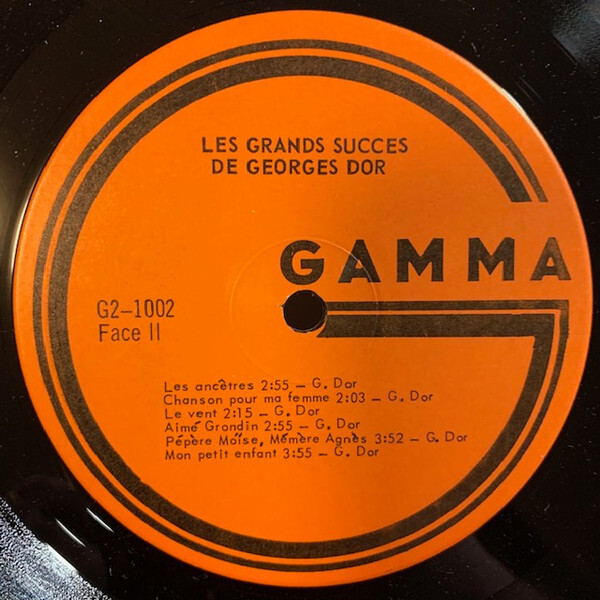 LES GRANDS SUCCES
DE GEORGES DOR
GAMMA
G2-1002
Face II
Les ancêtres 2:55 - G. Dor
Chanson pour ma femme 2:03 - G. Dor
Le vent 2:15 - G. Dor
Aimé Grondin 2:55 - G. Dor
Pépère Moïse, Mémère Agnès 3:52 - G. Dor
Mon petit enfant 3:55 - G. Dor